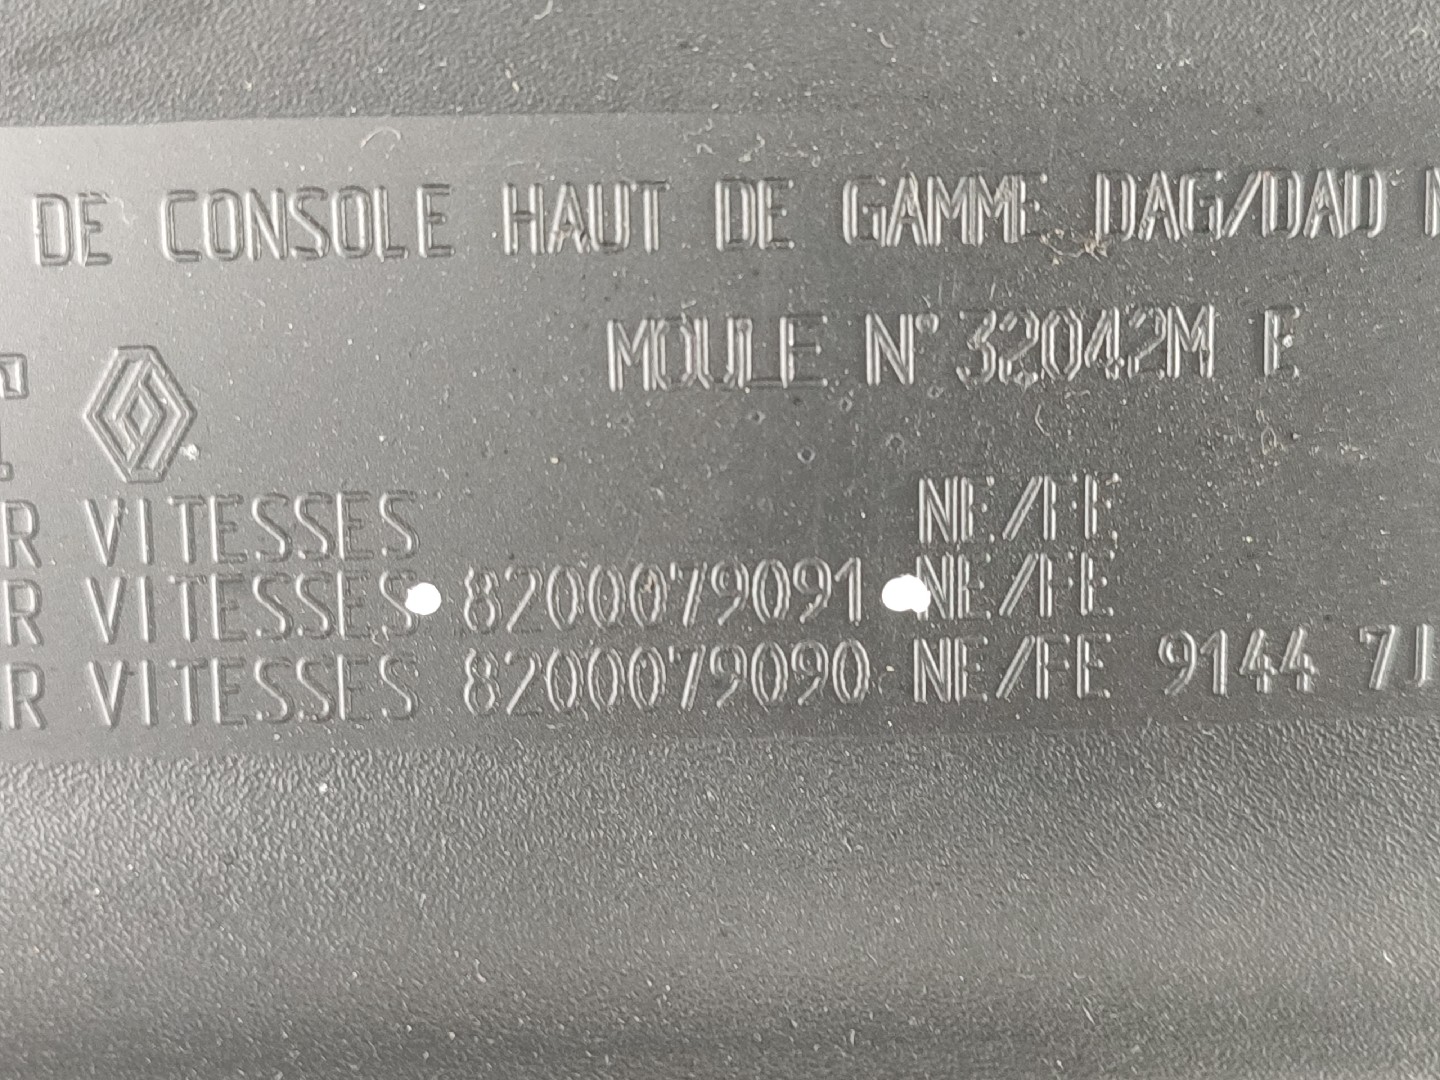 DE CONSOLE HAUT DE GAMME DAG/DAD
MOULE N° 32042M E
R VITESSES NE/FE
R VITESSES 8200079091 NE/FE
R VITESSES 8200079090 NE/FE 9144 7J